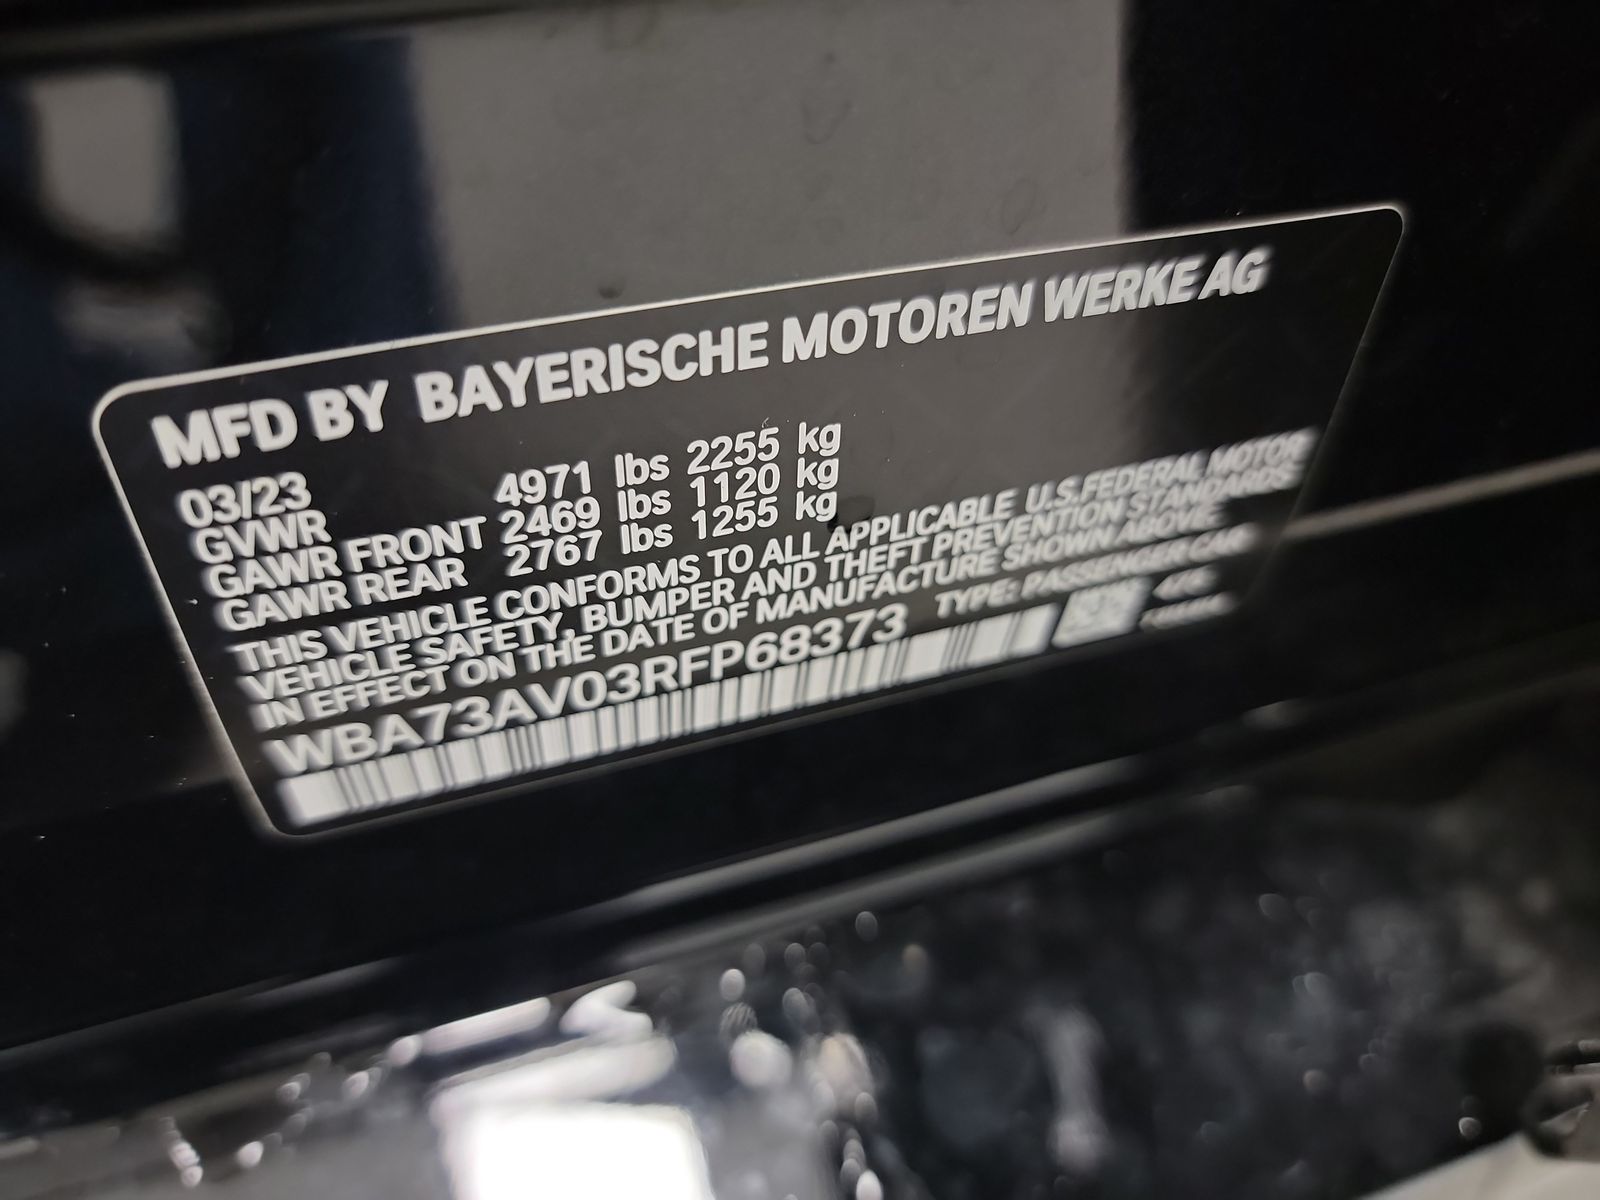 MFD BY BAYERISCHE MOTOREN WERKE AG
03/23
GVWR 4971 lbs 2255 kg
GAWR FRONT 2469 lbs 1120 kg
GAWR REAR 2767 lbs 1255 kg
THIS VEHICLE CONFORMS TO ALL APPLICABLE U.S.FEDERAL MOTOR
VEHICLE SAFETY, BUMPER AND THEFT PREVENTION STANDARDS
IN EFFECT ON THE DATE OF MANUFACTURE SHOWN ABOVE
WBA73AV03RFP68373 TYPE: PASSENGER CAR